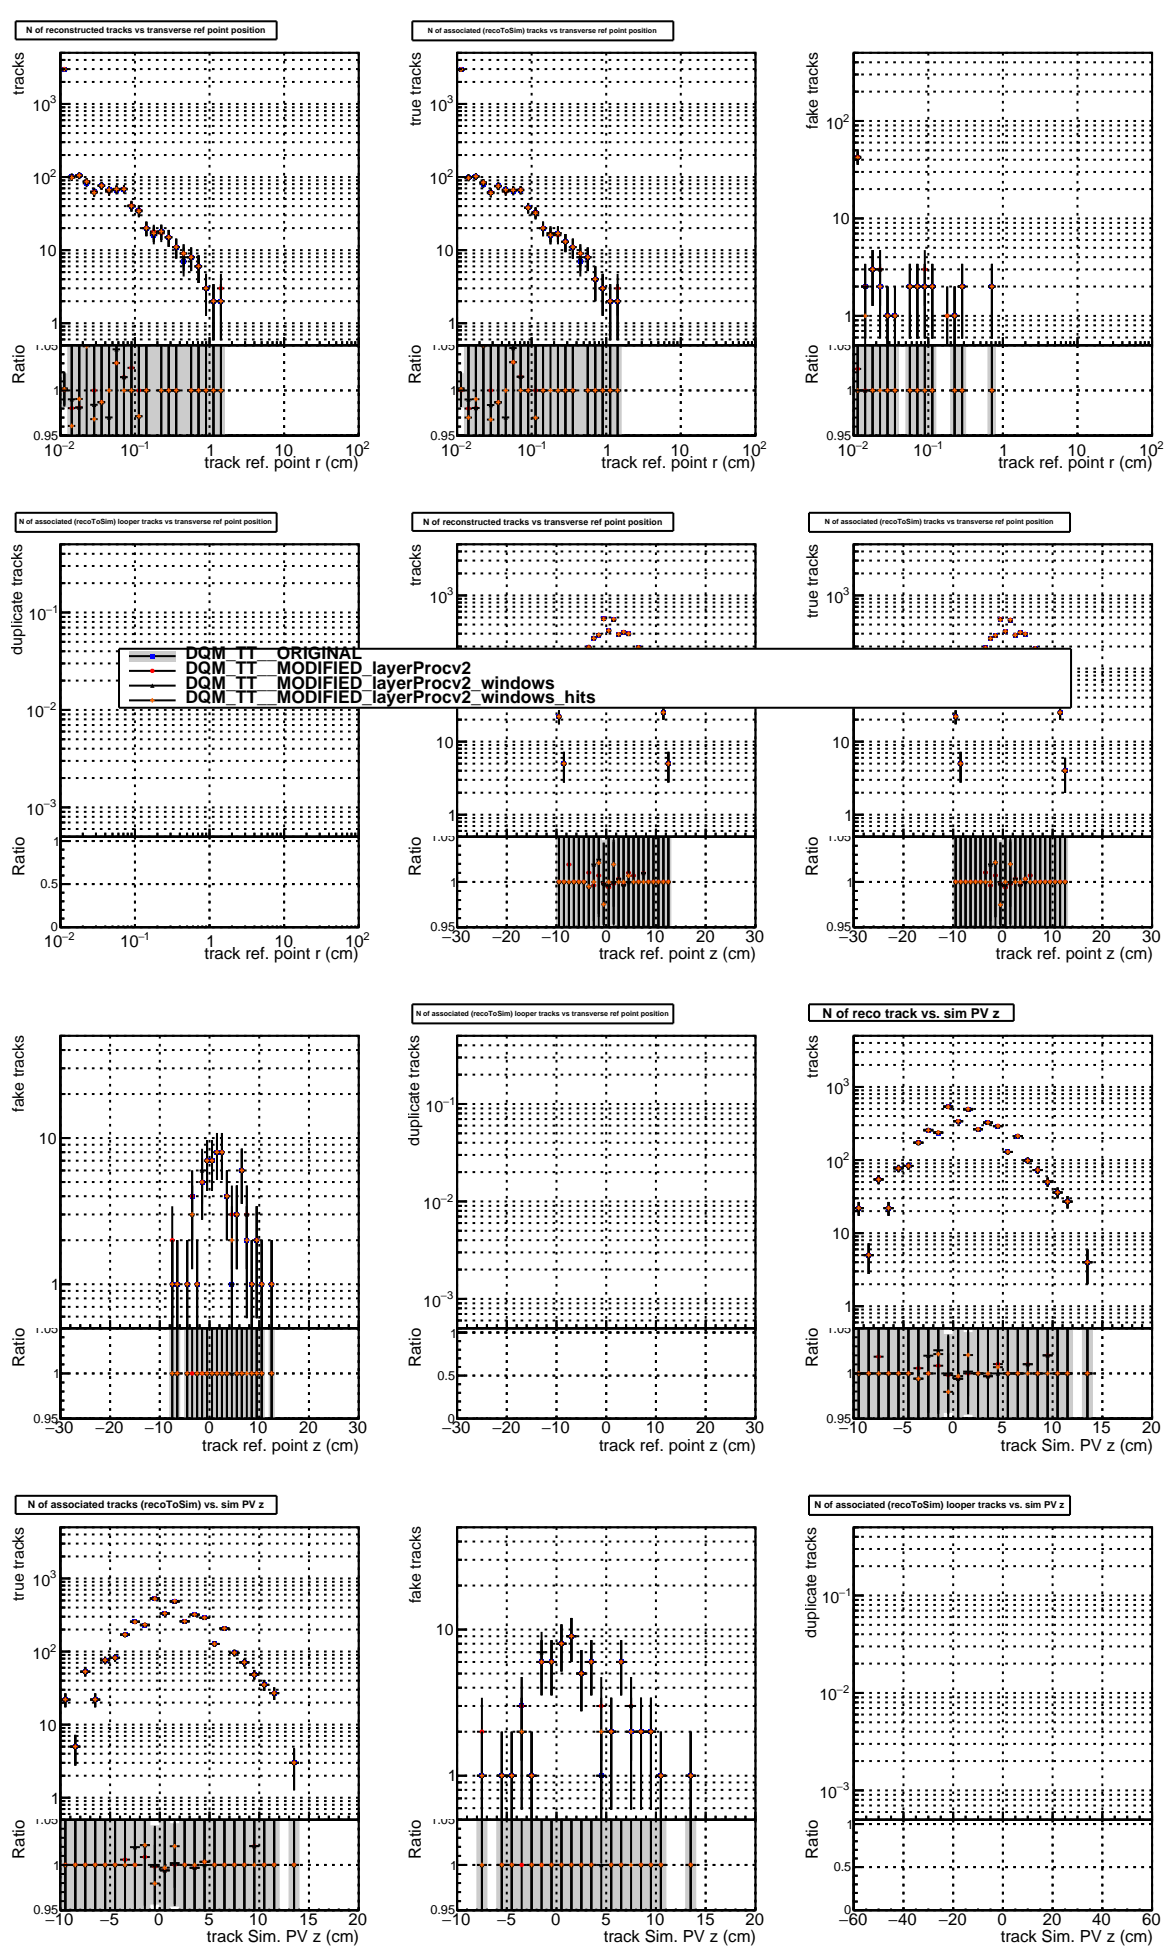 N of reconstructed tracks vs transverse ref point position
tracks
10³
10²
10
1
Ratio
1.05
1
0.95
10⁻² 10⁻¹ 1 10 10²
track ref. point r (cm)
N of associated (recoToSim) tracks vs transverse ref point position
true tracks
10³
10²
10
1
Ratio
1.05
1
0.95
10⁻² 10⁻¹ 1 10 10²
track ref. point r (cm)
fake tracks
10²
10
1
Ratio
1.05
1
0.95
10⁻² 10⁻¹ 1 10 10²
track ref. point r (cm)
N of associated (recoToSim) looper tracks vs transverse ref point position
duplicate tracks
10⁻¹
10⁻²
10⁻³
Ratio
1
0.5
0
10⁻² 10⁻¹ 1 10 10²
track ref. point r (cm)
N of reconstructed tracks vs transverse ref point position
tracks
10³
10
1
Ratio
1.05
1
0.95
−30 −20 −10 0 10 20 30
track ref. point z (cm)
N of associated (recoToSim) tracks vs transverse ref point position
true tracks
10³
10
1
Ratio
1.05
1
0.95
−30 −20 −10 0 10 20 30
track ref. point z (cm)
DQM_TT__ORIGINAL
DQM_TT__MODIFIED_layerProcv2
DQM_TT__MODIFIED_layerProcv2_windows
DQM_TT__MODIFIED_layerProcv2_windows_hits
fake tracks
10
1
Ratio
1.05
1
0.95
−30 −20 −10 0 10 20 30
track ref. point z (cm)
N of associated (recoToSim) looper tracks vs transverse ref point position
duplicate tracks
10⁻¹
10⁻²
10⁻³
Ratio
1
0.5
0
−30 −20 −10 0 10 20 30
track ref. point z (cm)
N of reco track vs. sim PV z
tracks
10³
10²
10
1
Ratio
1.05
1
0.95
−10 −5 0 5 10 15 20
track Sim. PV z (cm)
N of associated tracks (recoToSim) vs. sim PV z
true tracks
10³
10²
10
1
Ratio
1.05
1
0.95
−10 −5 0 5 10 15 20
track Sim. PV z (cm)
fake tracks
10
1
Ratio
1.05
1
0.95
−10 −5 0 5 10 15 20
track Sim. PV z (cm)
N of associated (recoToSim) looper tracks vs. sim PV z
duplicate tracks
10⁻¹
10⁻²
10⁻³
Ratio
1
0.5
0
−60 −40 −20 0 20 40 60
track Sim. PV z (cm)